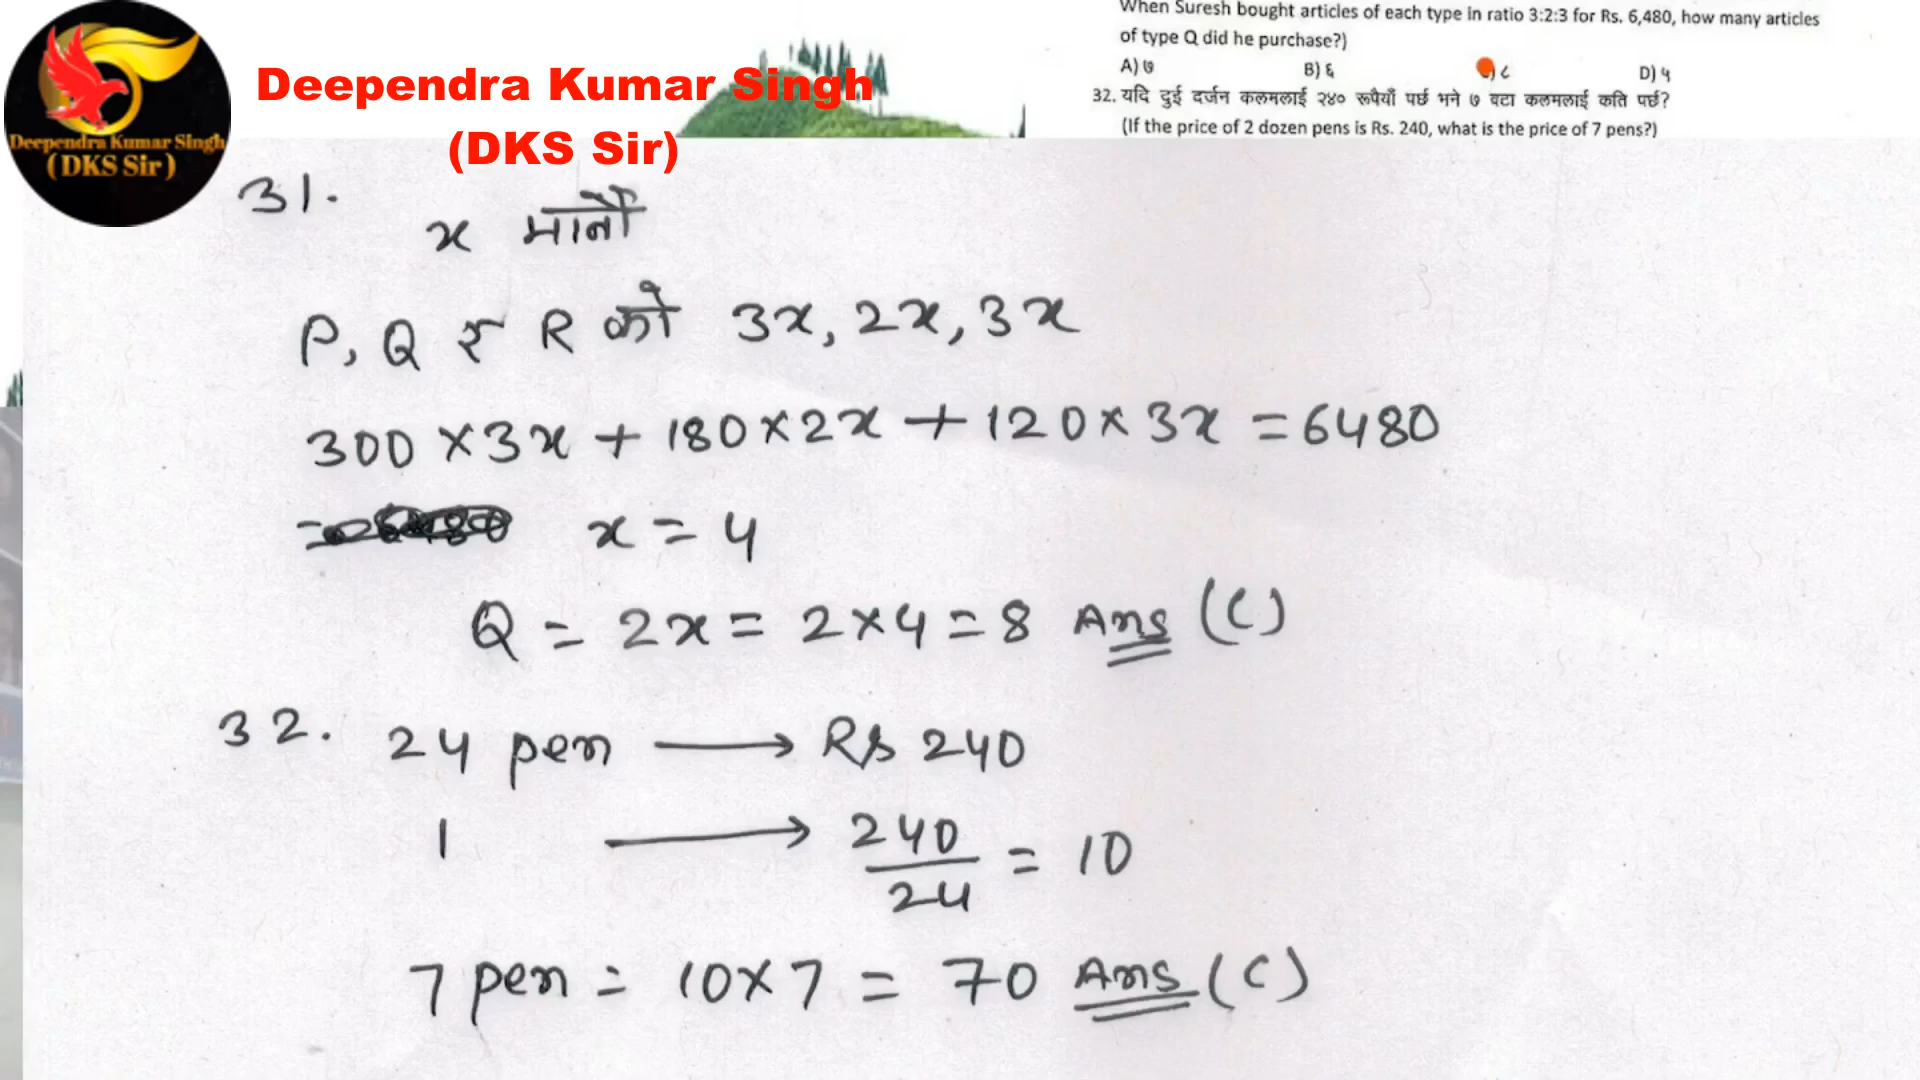 Deependra Kumar Singh
(DKS Sir)
Deependra Kumar Singh
(DKS Sir)
When Suresh bought articles of each type in ratio 3:2:3 for Rs. 6,480, how many articles
of type Q did he purchase?)
A) ७ B) ६ ) ८ D) ५
32. यदि दुई दर्जन कलमलाई २४० रूपैयाँ पर्छ भने ७ वटा कलमलाई कति पर्छ?
(If the price of 2 dozen pens is Rs. 240, what is the price of 7 pens?)
31.
x मानौं
P, Q र R को 3x, 2x, 3x
300 × 3x + 180 × 2x + 120 × 3x = 6480
= x = 4
Q = 2x = 2×4 = 8 Ans (C)
32. 24 pen → Rs 240
1 → 240/24 = 10
7 pen = 10×7 = 70 Ans (C)